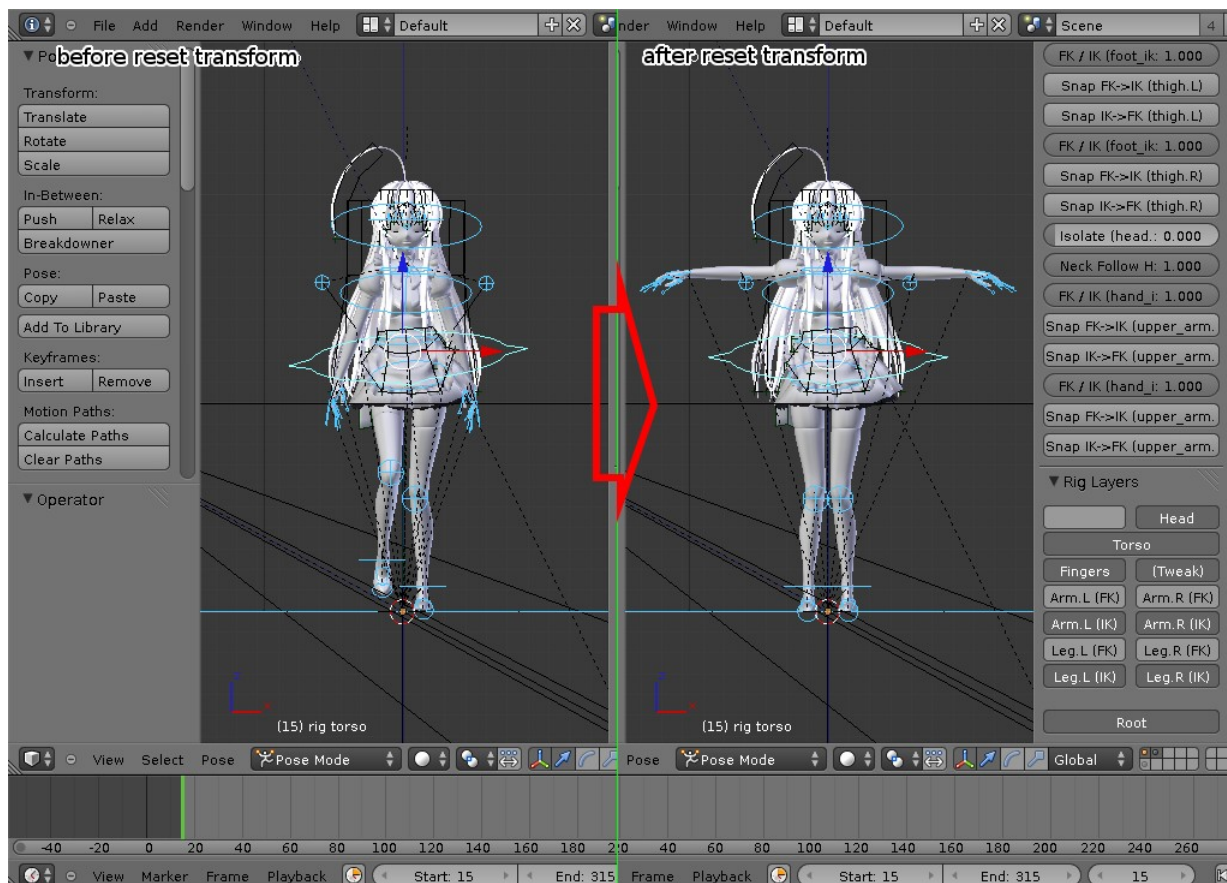 File Add Render Window Help Default
nder Window Help Default Scene 4
before reset transform
after reset transform
Transform:
Translate
Rotate
Scale
In-Between:
Push Relax
Breakdowner
Pose:
Copy Paste
Add To Library
Keyframes:
Insert Remove
Motion Paths:
Calculate Paths
Clear Paths
Operator
(15) rig torso
(15) rig torso
FK / IK (foot_ik: 1.000
Snap FK->IK (thigh.L)
Snap IK->FK (thigh.L)
FK / IK (foot_ik: 1.000
Snap FK->IK (thigh.R)
Snap IK->FK (thigh.R)
Isolate (head.: 0.000
Neck Follow H: 1.000
FK / IK (hand_i: 1.000
Snap FK->IK (upper_arm.
Snap IK->FK (upper_arm.
FK / IK (hand_i: 1.000
Snap FK->IK (upper_arm.
Snap IK->FK (upper_arm.
Rig Layers
Head
Torso
Fingers (Tweak)
Arm.L (FK) Arm.R (FK)
Arm.L (IK) Arm.R (IK)
Leg.L (FK) Leg.R (FK)
Leg.L (IK) Leg.R (IK)
Root
View Select Pose Pose Mode
Pose Pose Mode Global
-40 -20 0 20 40 60 80 100 120 140 160 180
40 60 80 100 120 140 160 180 200 220 240 260
View Marker Frame Playback Start: 15 End: 315
Frame Playback Start: 15 End: 315 15